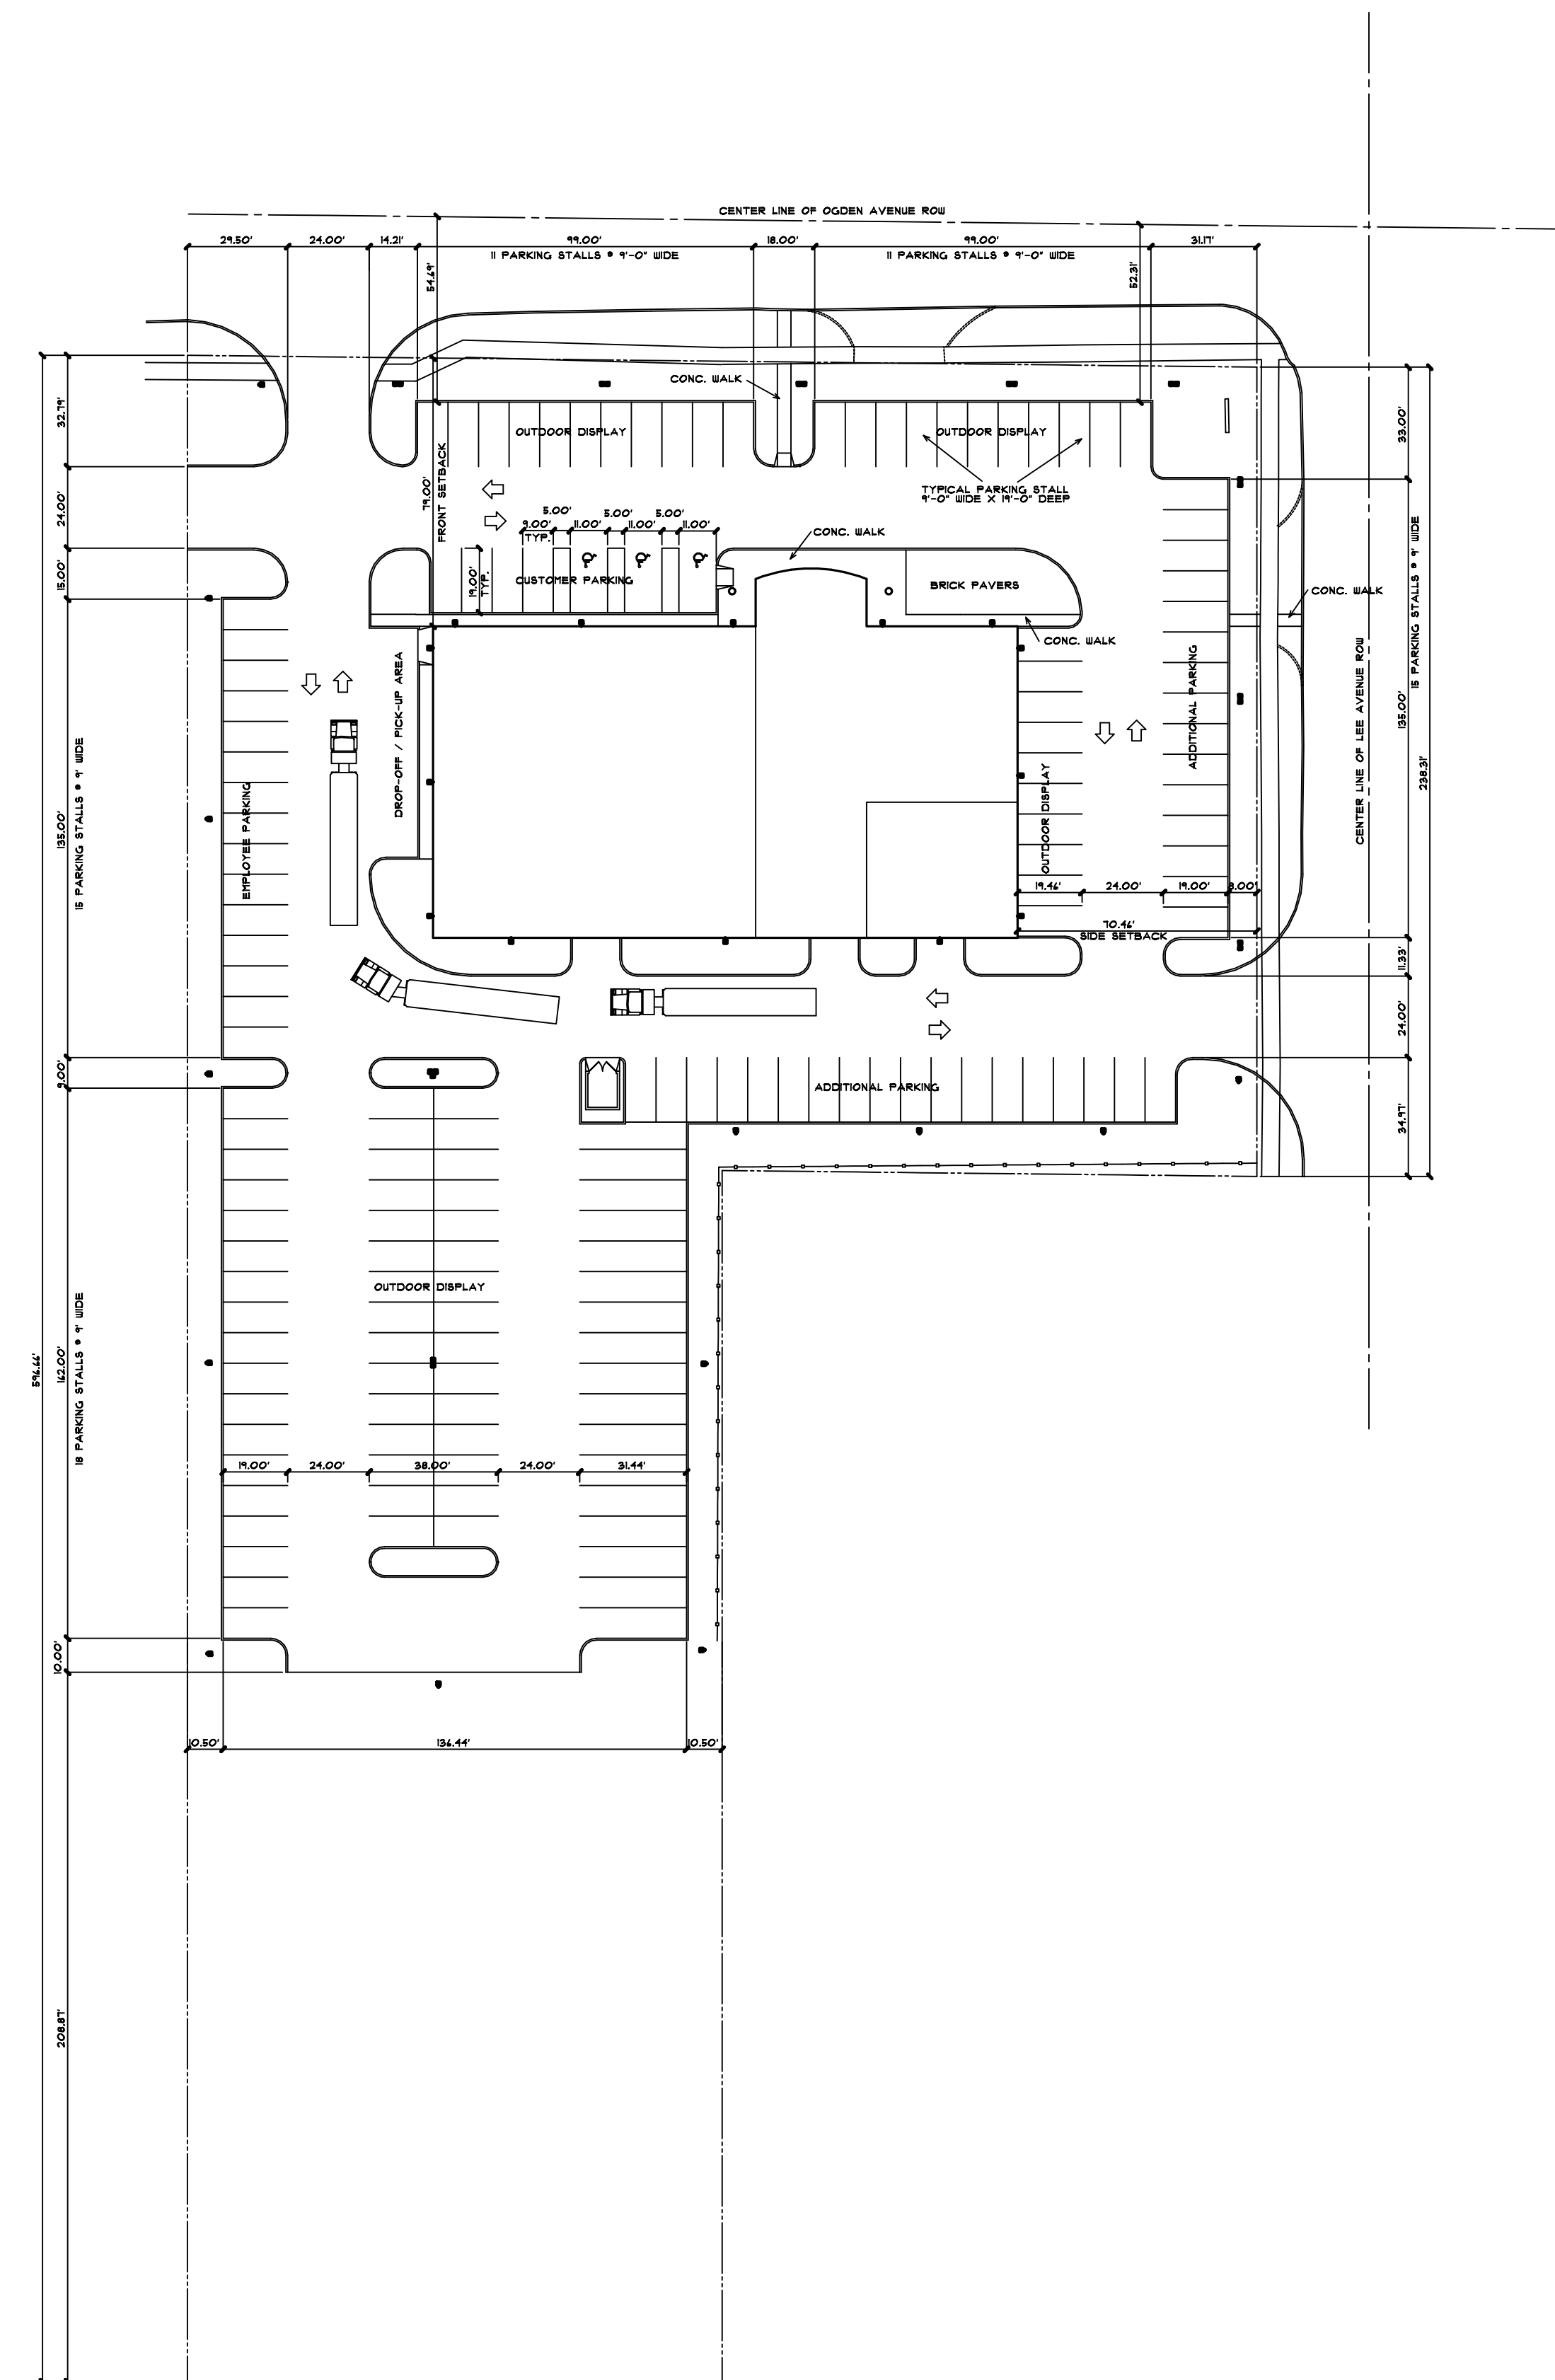 CENTER LINE OF OGDEN AVENUE ROW
29.50'
24.00'
14.21'
99.00'
18.00'
99.00'
31.17'
11 PARKING STALLS @ 9'-0" WIDE
11 PARKING STALLS @ 9'-0" WIDE
54.69'
52.31'
CONC. WALK
OUTDOOR DISPLAY
OUTDOOR DISPLAY
32.79'
33.00'
79.00'
FRONT SETBACK
TYPICAL PARKING STALL
9'-0" WIDE X 19'-0" DEEP
24.00'
5.00'
5.00'
5.00'
9.00'
11.00'
11.00'
11.00'
TYP.
CONC. WALK
15.00'
19.00'
TYP.
CUSTOMER PARKING
BRICK PAVERS
CONC. WALK
CONC. WALK
15 PARKING STALLS @ 9' WIDE
135.00'
238.31'
CENTER LINE OF LEE AVENUE ROW
ADDITIONAL PARKING
OUTDOOR DISPLAY
DROP-OFF / PICK-UP AREA
EMPLOYEE PARKING
135.00'
15 PARKING STALLS @ 9' WIDE
19.46'
24.00'
19.00'
8.00'
70.46'
SIDE SETBACK
11.33'
24.00'
34.97'
9.00'
ADDITIONAL PARKING
OUTDOOR DISPLAY
596.66'
162.00'
18 PARKING STALLS @ 9' WIDE
19.00'
24.00'
38.00'
24.00'
31.44'
10.00'
10.50'
136.44'
10.50'
208.87'